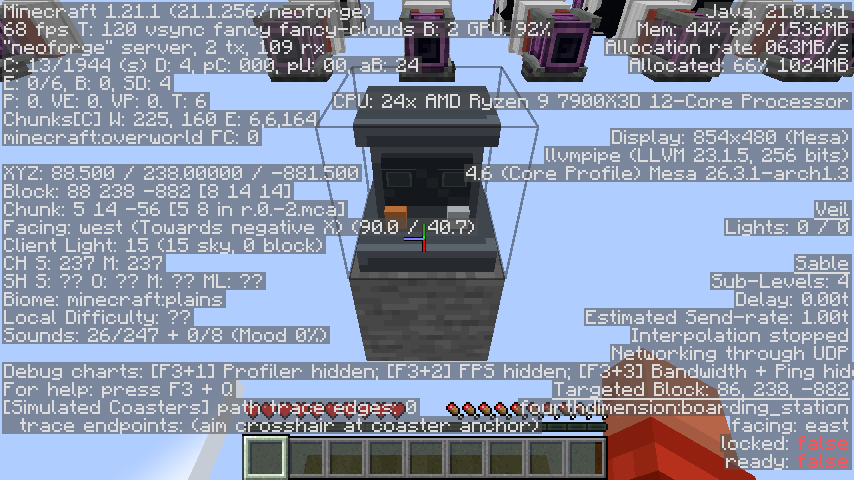 Minecraft 1.21.1 (21.1.256/neoforge)
68 fps T: 120 vsync fancy fancy-clouds B: 2 GPU: 92%
"neoforge" server, 2 tx, 109 rx
C: 13/1944 (s) D: 4, pC: 000, pU: 00, aB: 24
E: 0/6, B: 0, SD: 4
P: 0. VE: 0. VP: 0. T: 6
Chunks[C] W: 225, 160 E: 6,6,164
minecraft:overworld FC: 0
XYZ: 88.500 / 238.00000 / -881.500
Block: 88 238 -882 [8 14 14]
Chunk: 5 14 -56 [5 8 in r.0.-2.mca]
Facing: west (Towards negative X) (90.0 / 40.7)
Client Light: 15 (15 sky, 0 block)
CH S: 237 M: 237
SH S: ?? O: ?? M: ?? ML: ??
Biome: minecraft:plains
Local Difficulty: ??
Sounds: 26/247 + 0/8 (Mood 0%)
Debug charts: [F3+1] Profiler hidden; [F3+2] FPS hidden; [F3+3] Bandwidth + Ping hid
For help: press F3 + Q
[Simulated Coasters] path trace edges: 0
trace endpoints: (aim crosshair at coaster anchor)
Java: 21.0.13.1
Mem: 44% 689/1536MB
Allocation rate: 063MB/s
Allocated: 66% 1024MB
CPU: 24x AMD Ryzen 9 7900X3D 12-Core Processor
Display: 854x480 (Mesa)
llvmpipe (LLVM 23.1.5, 256 bits)
4.6 (Core Profile) Mesa 26.3.1-arch1.3
Veil
Lights: 0 / 0
Sable
Sub-Levels: 4
Delay: 0.00t
Estimated Send-rate: 1.00t
Interpolation stopped
Networking through UDP
Targeted Block: 86, 238, -882
fourthdimension:boarding_station
facing: east
locked: false
ready: false